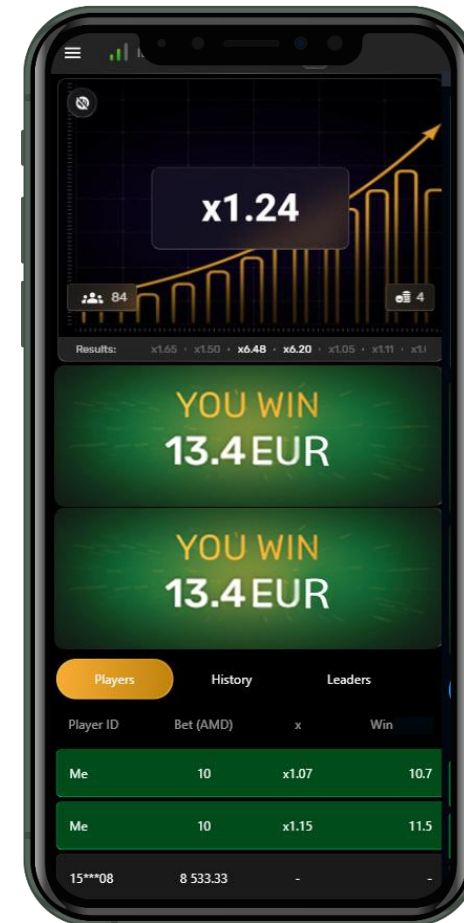 x1.24
84
4
Results: x1.65 · x1.50 · x6.48 · x6.20 · x1.05 · x1.11
YOU WIN
13.4 EUR
YOU WIN
13.4 EUR
Players History Leaders
Player ID Bet (AMD) x Win
Me 10 x1.07 10.7
Me 10 x1.15 11.5
15***08 8 533.33 - -